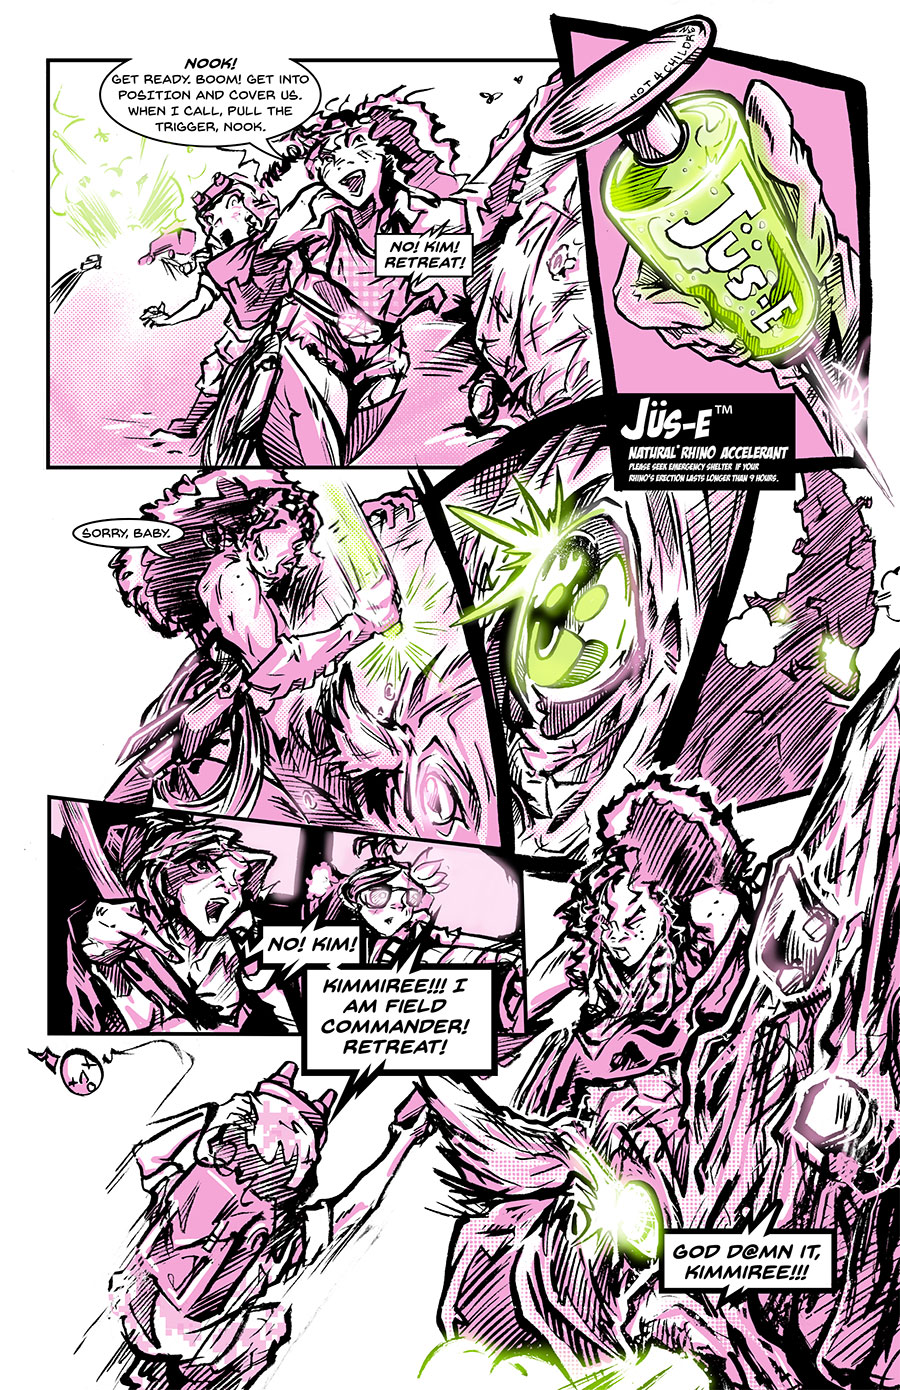 NOOK!
GET READY. BOOM! GET INTO
POSITION AND COVER US.
WHEN I CALL, PULL THE
TRIGGER, NOOK.
NO! KIM!
RETREAT!
NOT 4 CHILDREN
Jüs-E
Jüs-E™
NATURAL' RHINO ACCELERANT
PLEASE SEEK EMERGENCY SHELTER IF YOUR
RHINO'S ERECTION LASTS LONGER THAN 9 HOURS.
SORRY, BABY.
NO! KIM!
KIMMIREE!!! I
AM FIELD
COMMANDER!
RETREAT!
GOD D@MN IT,
KIMMIREE!!!